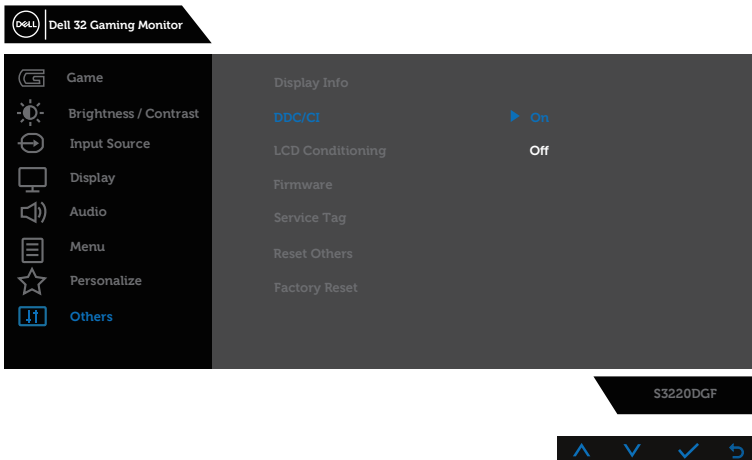 DELL Dell 32 Gaming Monitor
Game
Brightness / Contrast
Input Source
Display
Audio
Menu
Personalize
Others
Display Info
DDC/CI On
LCD Conditioning Off
Firmware
Service Tag
Reset Others
Factory Reset
S3220DGF